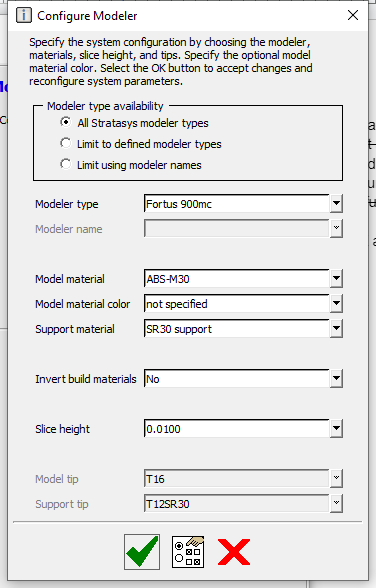 Configure Modeler
Specify the system configuration by choosing the modeler,
materials, slice height, and tips. Specify the optional model
material color. Select the OK button to accept changes and
reconfigure system parameters.
Modeler type availability
All Stratasys modeler types
Limit to defined modeler types
Limit using modeler names
Modeler type Fortus 900mc
Modeler name
Model material ABS-M30
Model material color not specified
Support material SR30 support
Invert build materials No
Slice height 0.0100
Model tip T16
Support tip T12SR30